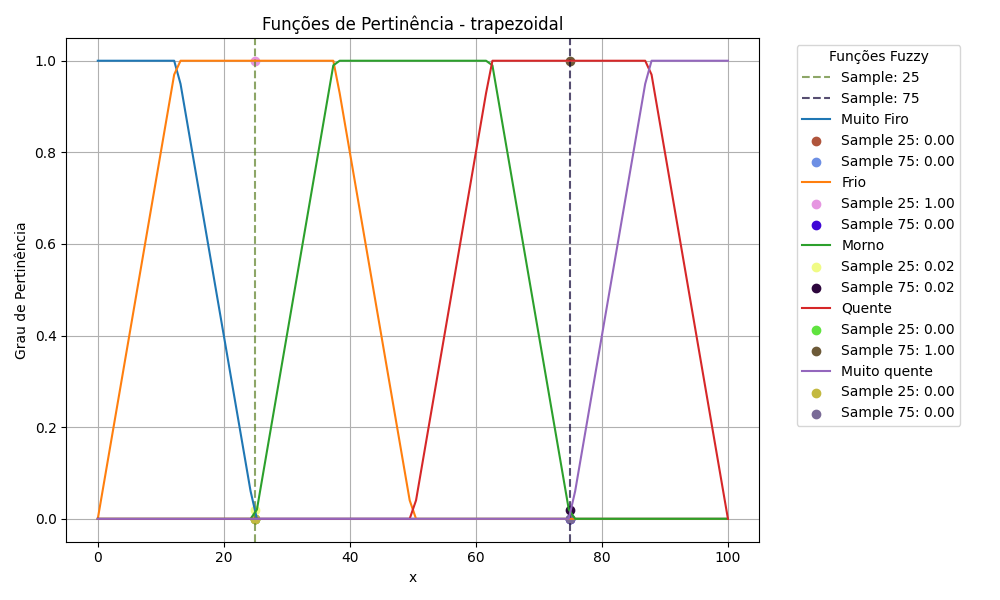 Funções de Pertinência - trapezoidal
Grau de Pertinência
1.0
0.8
0.6
0.4
0.2
0.0
0
20
40
60
80
100
x
Funções Fuzzy
Sample: 25
Sample: 75
Muito Firo
Sample 25: 0.00
Sample 75: 0.00
Frio
Sample 25: 1.00
Sample 75: 0.00
Morno
Sample 25: 0.02
Sample 75: 0.02
Quente
Sample 25: 0.00
Sample 75: 1.00
Muito quente
Sample 25: 0.00
Sample 75: 0.00